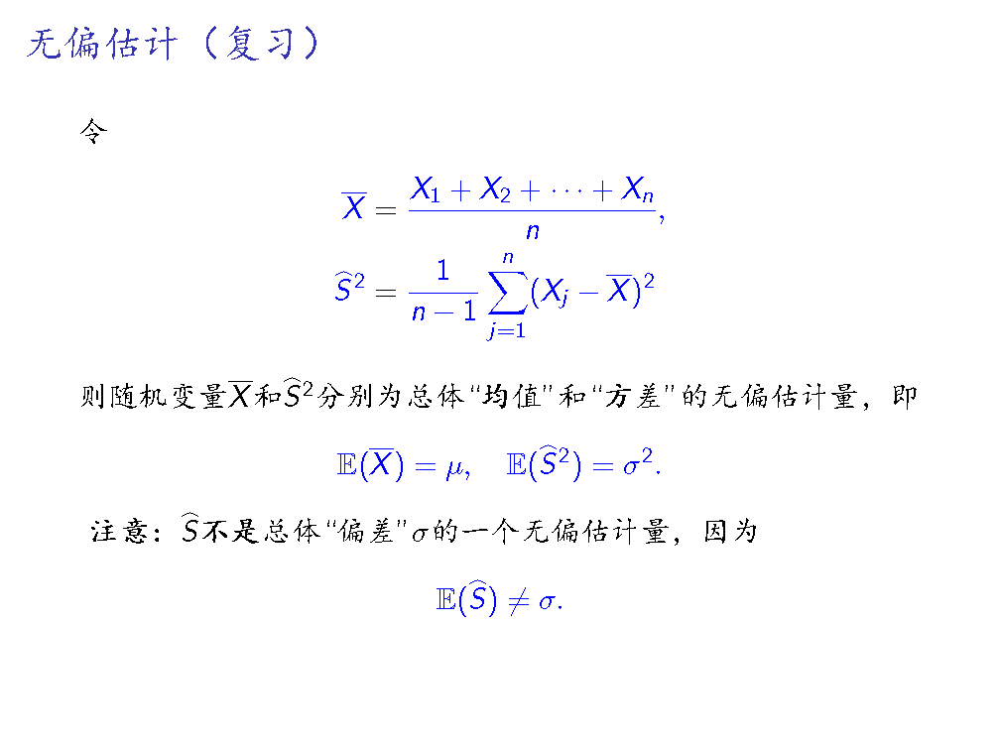 无偏估计（复习）
令
$\overline{X} = \frac{X_1 + X_2 + \cdots + X_n}{n},$
$\widehat{S}^2 = \frac{1}{n-1} \sum_{j=1}^{n} (X_j - \overline{X})^2$
则随机变量$\overline{X}$和$\widehat{S}^2$分别为总体“均值”和“方差”的无偏估计量，即
$\mathbb{E}(\overline{X}) = \mu, \quad \mathbb{E}(\widehat{S}^2) = \sigma^2.$
注意：$\widehat{S}$不是总体“偏差”$\sigma$的一个无偏估计量，因为
$\mathbb{E}(\widehat{S}) \neq \sigma.$